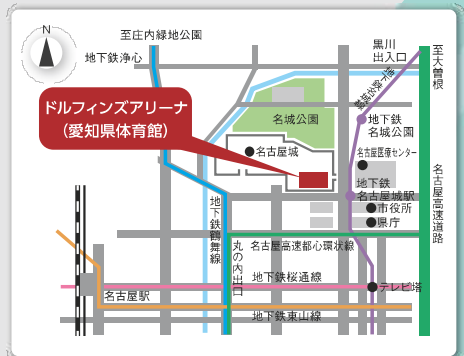 N
至庄内緑地公園
地下鉄浄心
黒川
出入口
至大曽根
ドルフィンズアリーナ
(愛知県体育館)
地下鉄名城線
名城公園
地下鉄
名城公園
名古屋城
名古屋医療センター
地下鉄
名古屋城駅
市役所
県庁
名古屋高速道路
地下鉄鶴舞線
丸の内出口
名古屋高速都心環状線
地下鉄桜通線
テレビ塔
名古屋駅
地下鉄東山線